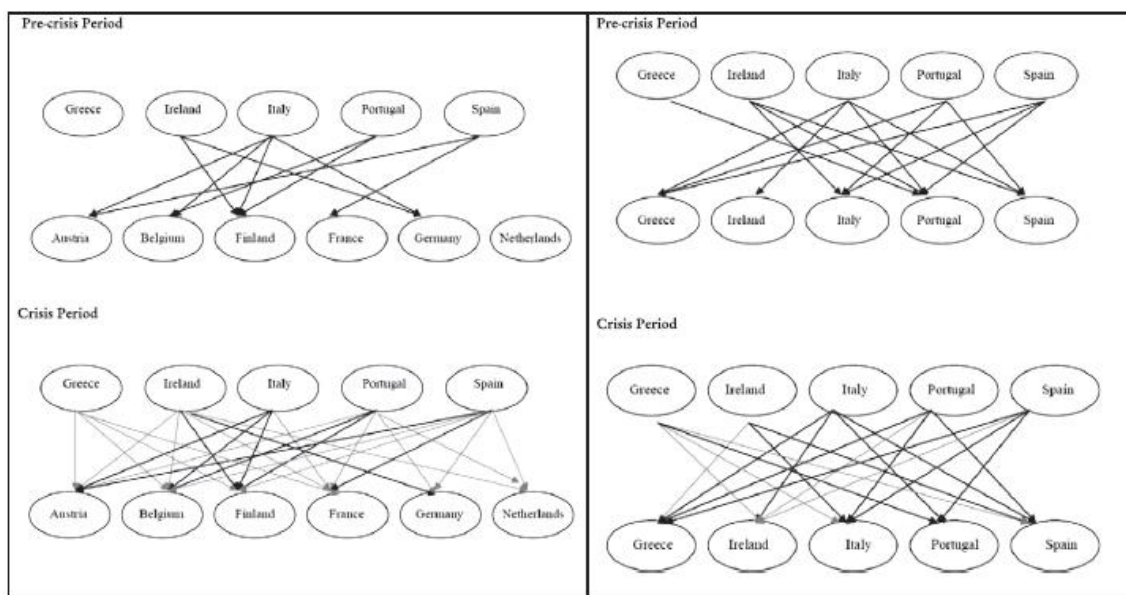 Pre-crisis Period
Greece Ireland Italy Portugal Spain
Austria Belgium Finland France Germany Netherlands
Crisis Period
Greece Ireland Italy Portugal Spain
Austria Belgium Finland France Germany Netherlands
Pre-crisis Period
Greece Ireland Italy Portugal Spain
Greece Ireland Italy Portugal Spain
Crisis Period
Greece Ireland Italy Portugal Spain
Greece Ireland Italy Portugal Spain